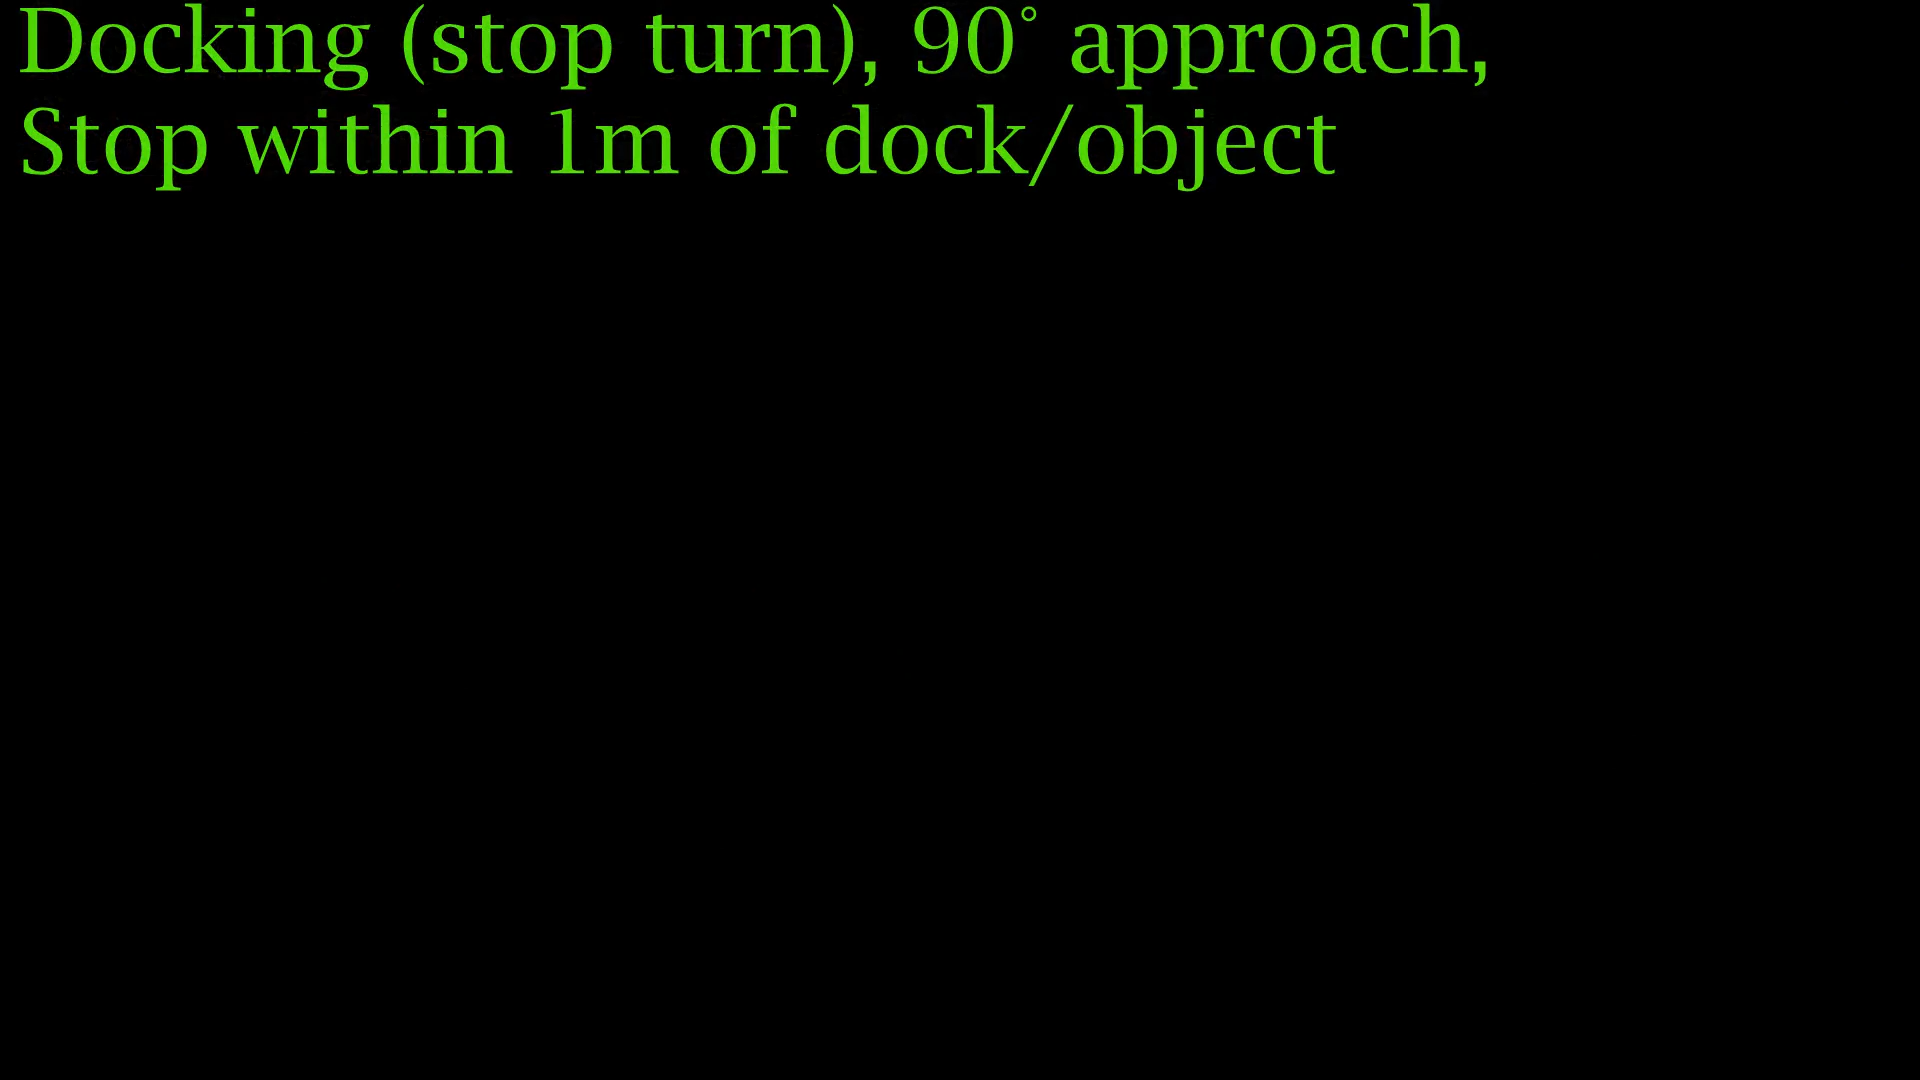 Docking (stop turn), 90° approach,
Stop within 1m of dock/object